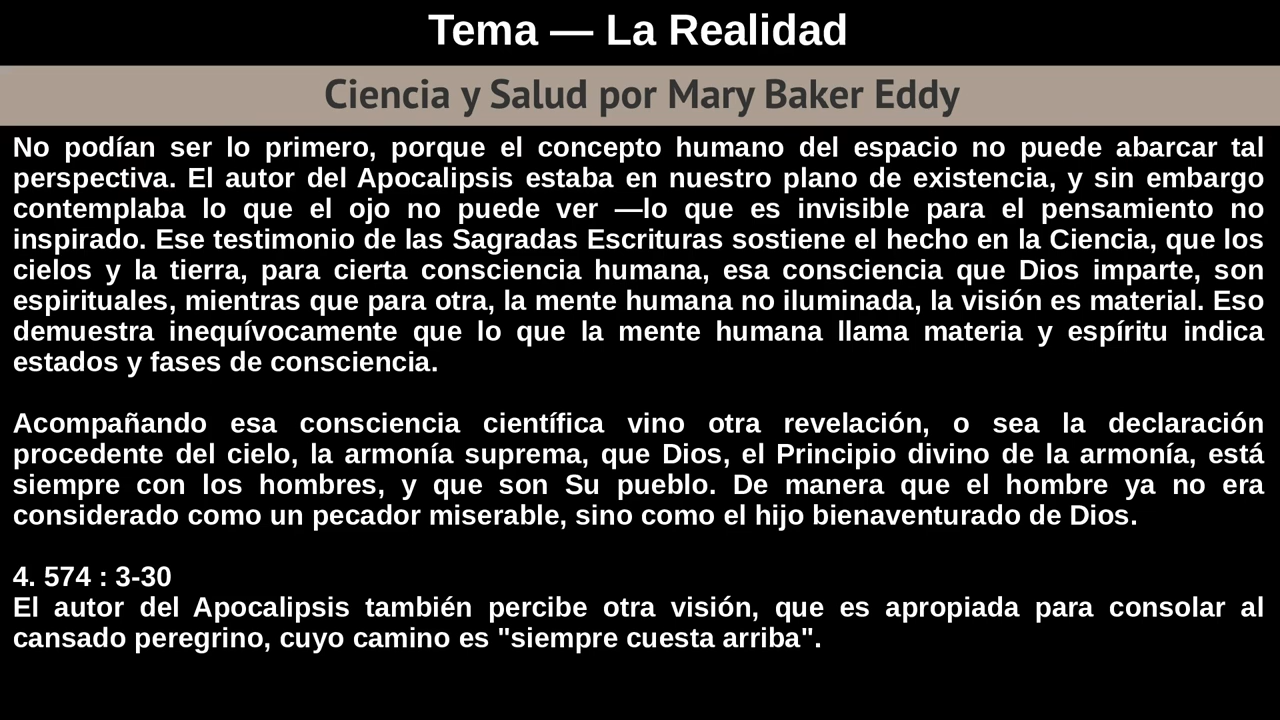 Tema — La Realidad
Ciencia y Salud por Mary Baker Eddy
No podían ser lo primero, porque el concepto humano del espacio no puede abarcar tal
perspectiva. El autor del Apocalipsis estaba en nuestro plano de existencia, y sin embargo
contemplaba lo que el ojo no puede ver —lo que es invisible para el pensamiento no
inspirado. Ese testimonio de las Sagradas Escrituras sostiene el hecho en la Ciencia, que los
cielos y la tierra, para cierta consciencia humana, esa consciencia que Dios imparte, son
espirituales, mientras que para otra, la mente humana no iluminada, la visión es material. Eso
demuestra inequívocamente que lo que la mente humana llama materia y espíritu indica
estados y fases de consciencia.
Acompañando esa consciencia científica vino otra revelación, o sea la declaración
procedente del cielo, la armonía suprema, que Dios, el Principio divino de la armonía, está
siempre con los hombres, y que son Su pueblo. De manera que el hombre ya no era
considerado como un pecador miserable, sino como el hijo bienaventurado de Dios.
4. 574 : 3-30
El autor del Apocalipsis también percibe otra visión, que es apropiada para consolar al
cansado peregrino, cuyo camino es "siempre cuesta arriba".